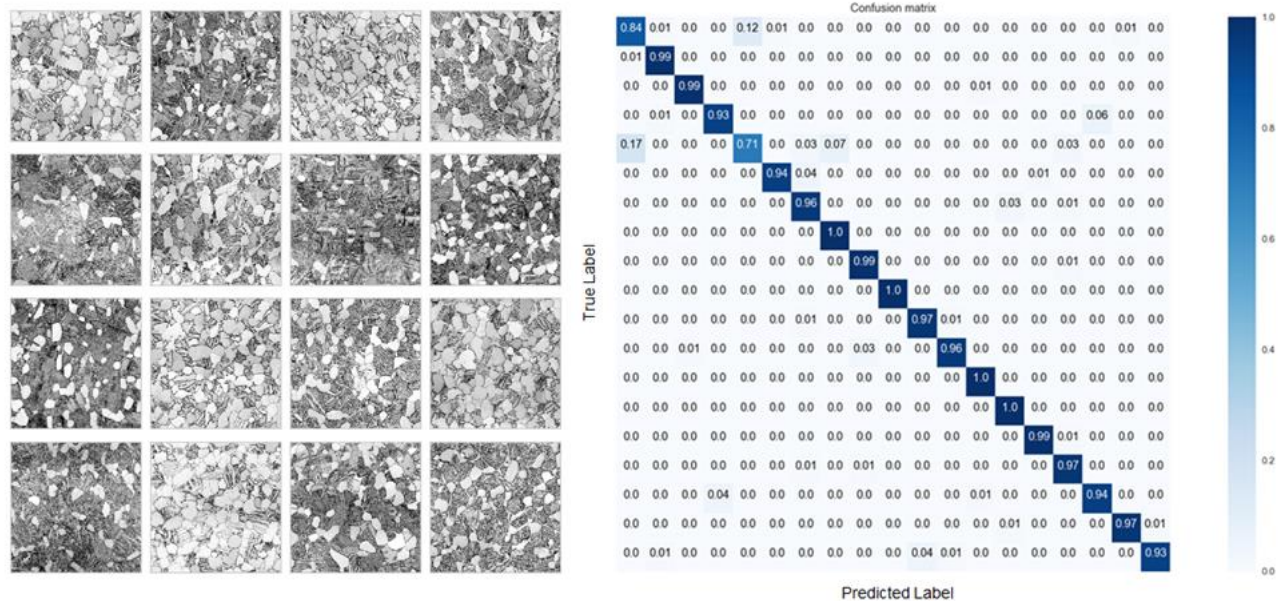 Confusion matrix
0.84 0.01 0.0 0.0 0.12 0.01 0.0 0.0 0.0 0.0 0.0 0.0 0.0 0.0 0.0 0.0 0.0 0.01 0.0
0.01 0.99 0.0 0.0 0.0 0.0 0.0 0.0 0.0 0.0 0.0 0.0 0.0 0.0 0.0 0.0 0.0 0.0 0.0
0.0 0.0 0.99 0.0 0.0 0.0 0.0 0.0 0.0 0.0 0.0 0.0 0.01 0.0 0.0 0.0 0.0 0.0 0.0
0.0 0.01 0.0 0.93 0.0 0.0 0.0 0.0 0.0 0.0 0.0 0.0 0.0 0.0 0.0 0.0 0.06 0.0 0.0
0.17 0.0 0.0 0.0 0.71 0.0 0.03 0.07 0.0 0.0 0.0 0.0 0.0 0.0 0.0 0.03 0.0 0.0 0.0
0.0 0.0 0.0 0.0 0.0 0.94 0.04 0.0 0.0 0.0 0.0 0.0 0.0 0.0 0.01 0.0 0.0 0.0 0.0
0.0 0.0 0.0 0.0 0.0 0.0 0.96 0.0 0.0 0.0 0.0 0.0 0.0 0.03 0.0 0.01 0.0 0.0 0.0
0.0 0.0 0.0 0.0 0.0 0.0 0.0 1.0 0.0 0.0 0.0 0.0 0.0 0.0 0.0 0.0 0.0 0.0 0.0
0.0 0.0 0.0 0.0 0.0 0.0 0.0 0.0 0.99 0.0 0.0 0.0 0.0 0.0 0.0 0.01 0.0 0.0 0.0
0.0 0.0 0.0 0.0 0.0 0.0 0.0 0.0 0.0 1.0 0.0 0.0 0.0 0.0 0.0 0.0 0.0 0.0 0.0
0.0 0.0 0.0 0.0 0.0 0.0 0.01 0.0 0.0 0.0 0.97 0.01 0.0 0.0 0.0 0.0 0.0 0.0 0.0
0.0 0.0 0.01 0.0 0.0 0.0 0.0 0.0 0.03 0.0 0.0 0.96 0.0 0.0 0.0 0.0 0.0 0.0 0.0
0.0 0.0 0.0 0.0 0.0 0.0 0.0 0.0 0.0 0.0 0.0 0.0 1.0 0.0 0.0 0.0 0.0 0.0 0.0
0.0 0.0 0.0 0.0 0.0 0.0 0.0 0.0 0.0 0.0 0.0 0.0 0.0 1.0 0.0 0.0 0.0 0.0 0.0
0.0 0.0 0.0 0.0 0.0 0.0 0.0 0.0 0.0 0.0 0.0 0.0 0.0 0.0 0.99 0.01 0.0 0.0 0.0
0.0 0.0 0.0 0.0 0.0 0.0 0.01 0.0 0.01 0.0 0.0 0.0 0.0 0.0 0.0 0.97 0.0 0.0 0.0
0.0 0.0 0.0 0.04 0.0 0.0 0.0 0.0 0.0 0.0 0.0 0.0 0.01 0.0 0.0 0.0 0.94 0.0 0.0
0.0 0.0 0.0 0.0 0.0 0.0 0.0 0.0 0.0 0.0 0.0 0.0 0.0 0.01 0.0 0.0 0.0 0.97 0.01
0.0 0.01 0.0 0.0 0.0 0.0 0.0 0.0 0.0 0.0 0.04 0.01 0.0 0.0 0.0 0.0 0.0 0.0 0.93
True Label
Predicted Label
1.0
0.8
0.6
0.4
0.2
0.0